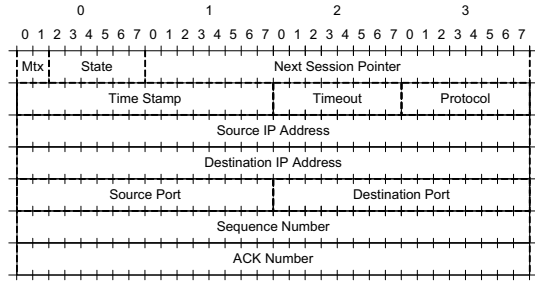 0 1 2 3
0 1 2 3 4 5 6 7 0 1 2 3 4 5 6 7 0 1 2 3 4 5 6 7 0 1 2 3 4 5 6 7
Mtx State Next Session Pointer
Time Stamp Timeout Protocol
Source IP Address
Destination IP Address
Source Port Destination Port
Sequence Number
ACK Number